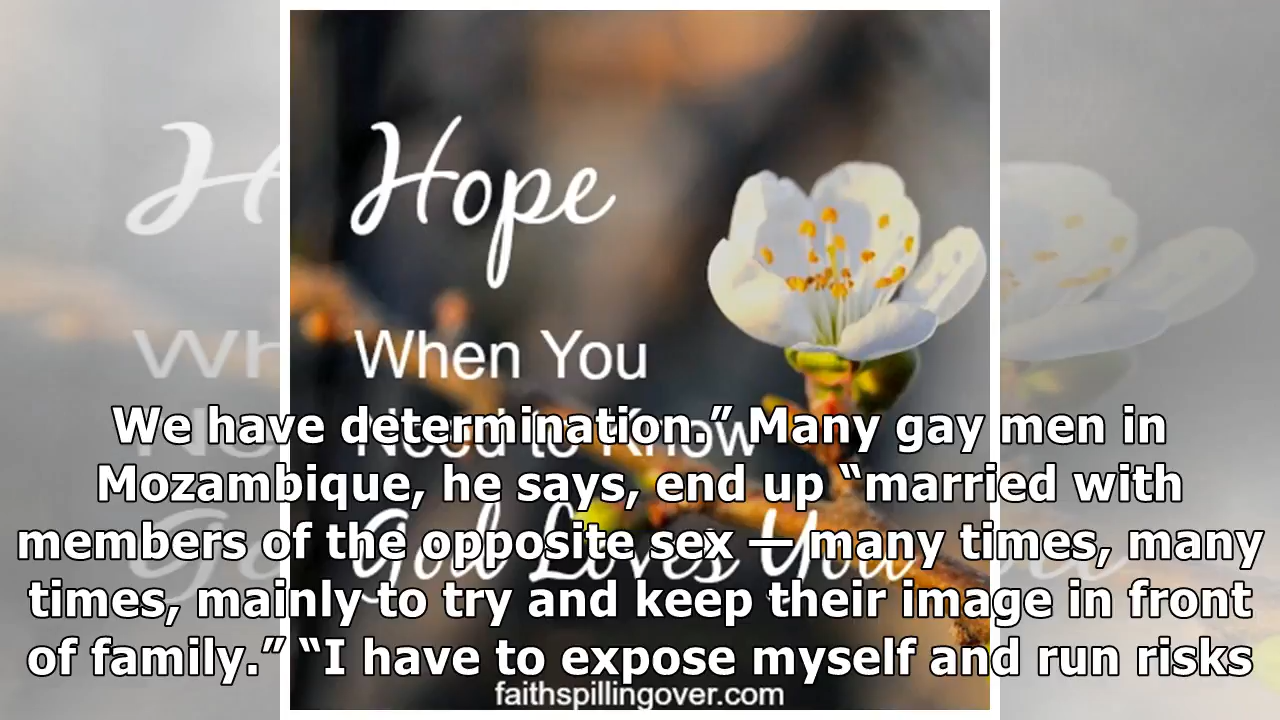 Hope
When You
Need to Know
God Loves You
We have determination.” Many gay men in
Mozambique, he says, end up “married with
members of the opposite sex — many times, many
times, mainly to try and keep their image in front
of family.” “I have to expose myself and run risks
faithspillingover.com